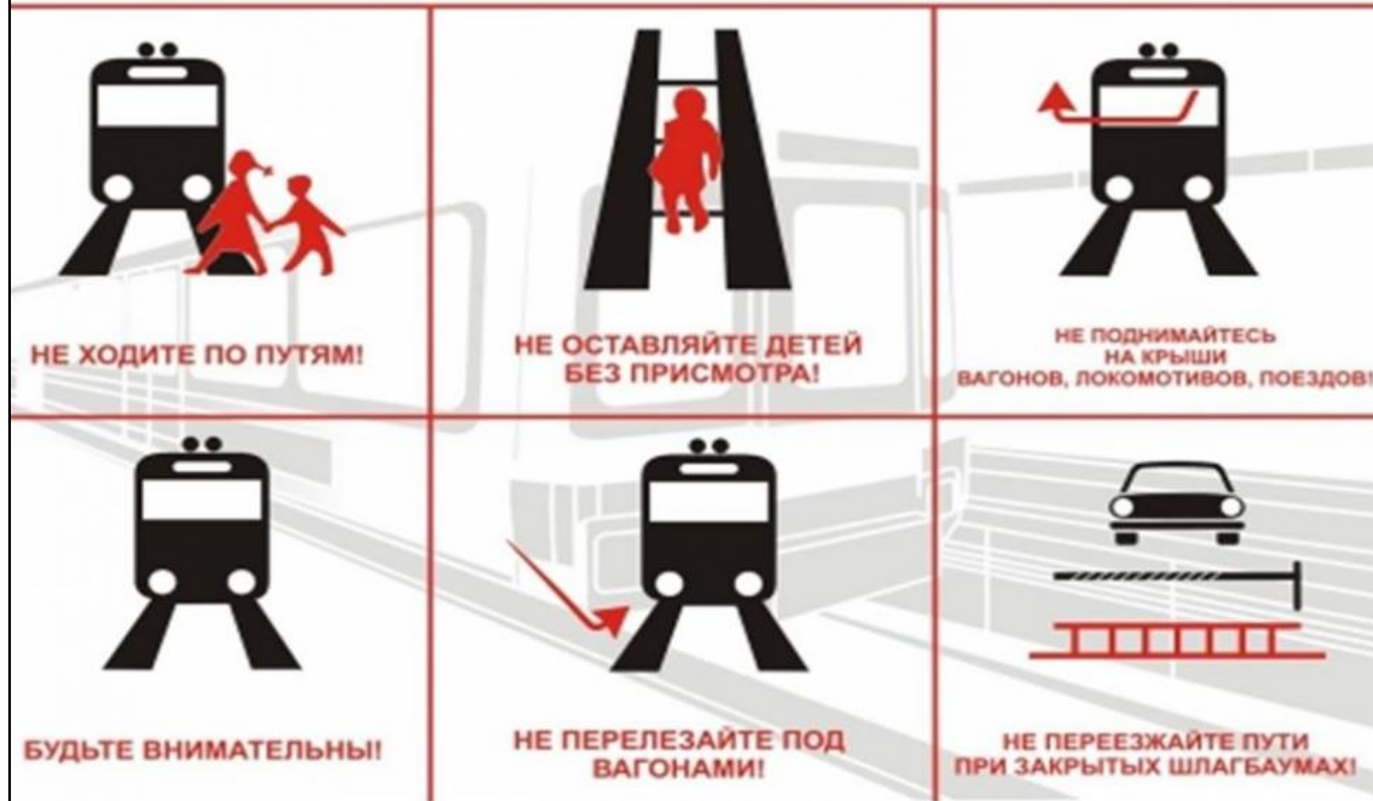 НЕ ХОДИТЕ ПО ПУТЯМ!
НЕ ОСТАВЛЯЙТЕ ДЕТЕЙ
БЕЗ ПРИСМОТРА!
НЕ ПОДНИМАЙТЕСЬ
НА КРЫШИ
ВАГОНОВ, ЛОКОМОТИВОВ, ПОЕЗДОВ!
БУДЬТЕ ВНИМАТЕЛЬНЫ!
НЕ ПЕРЕЛЕЗАЙТЕ ПОД
ВАГОНАМИ!
НЕ ПЕРЕЕЗЖАЙТЕ ПУТИ
ПРИ ЗАКРЫТЫХ ШЛАГБАУМАХ!